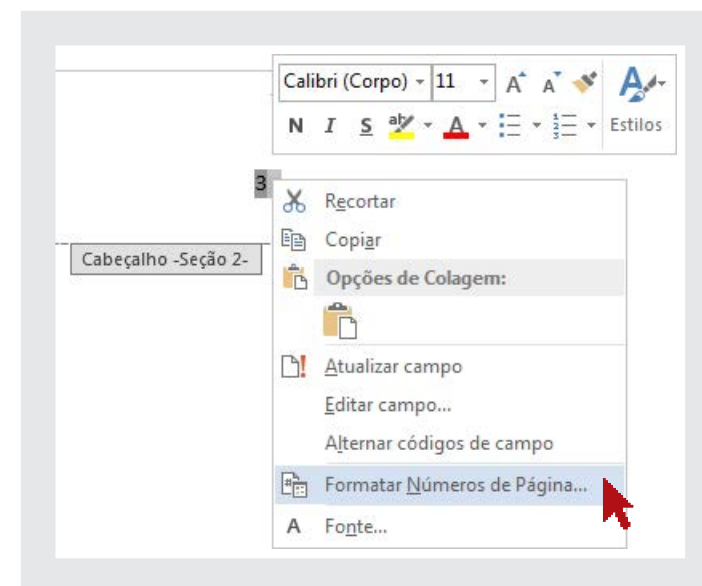 Calibri (Corpo) 11 A A
N I S ab A Estilos
3
Recortar
Copiar
Cabeçalho -Seção 2-
Opções de Colagem:
Atualizar campo
Editar campo...
Alternar códigos de campo
Formatar Números de Página...
A Fonte...